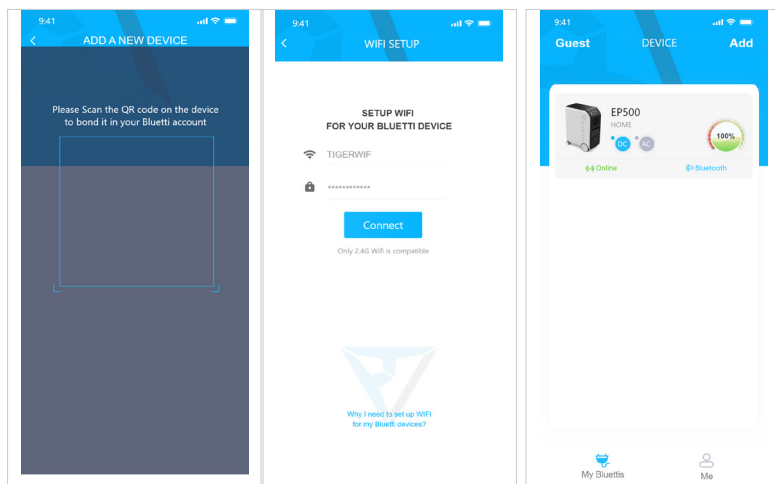 9:41
ADD A NEW DEVICE
Please Scan the QR code on the device
to bond it in your Bluetti account
9:41
WIFI SETUP
SETUP WIFI
FOR YOUR BLUETTI DEVICE
TIGERWIF
************
Connect
Only 2.4G Wifi is compatible
Why I need to set up WIFI
for my Bluetti devices?
9:41
Guest DEVICE Add
EP500
HOME
DC AC
100%
Online Bluetooth
My Bluettis Me